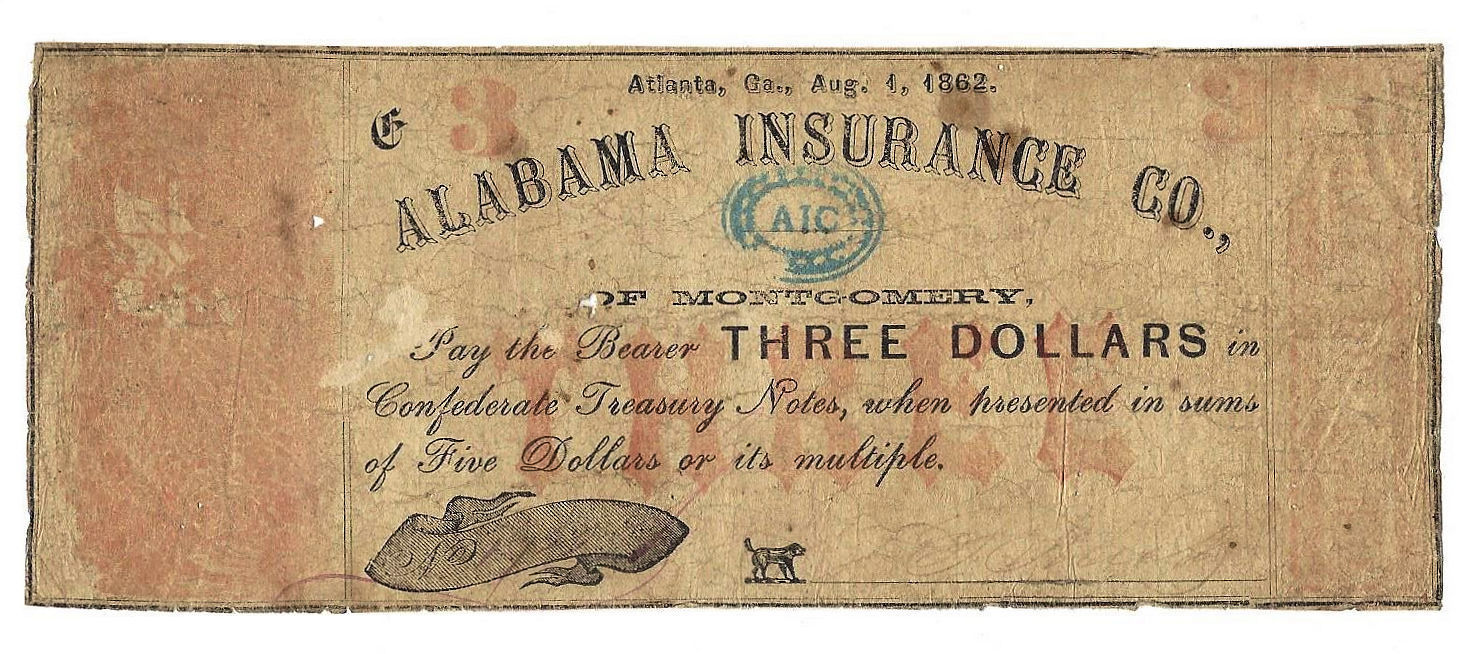 Atlanta, Ga., Aug. 1, 1862.
G 3 3
ALABAMA INSURANCE CO.,
AIC
OF MONTGOMERY,
Pay the Bearer THREE DOLLARS in
THREE
Confederate Treasury Notes, when presented in sums
of Five Dollars or its multiple.